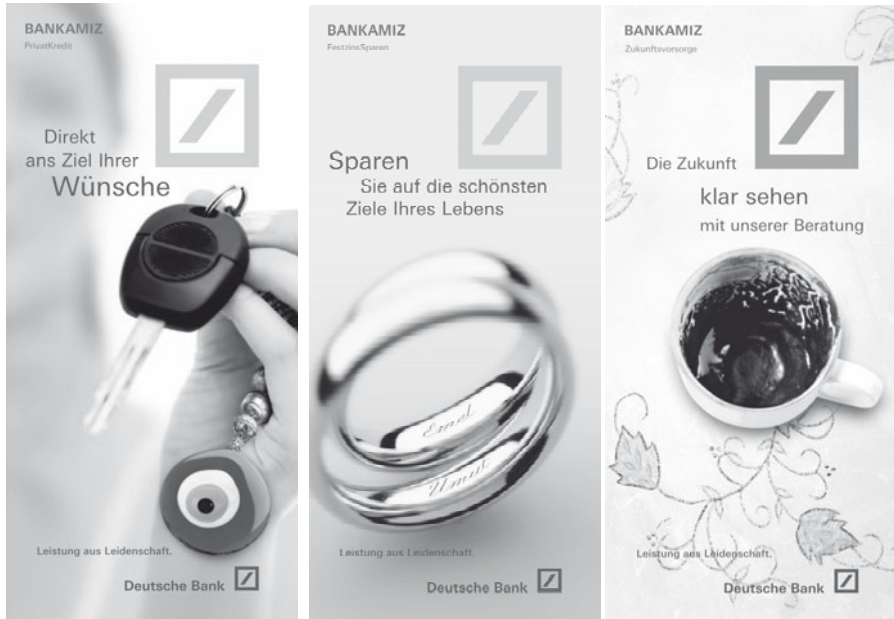 BANKAMIZ
PrivatKredit
Direkt
ans Ziel Ihrer
Wünsche
Leistung aus Leidenschaft.
Deutsche Bank
BANKAMIZ
FestzinsSparen
Sparen
Sie auf die schönsten
Ziele Ihres Lebens
Emel
Umut
Leistung aus Leidenschaft.
Deutsche Bank
BANKAMIZ
Zukunftsvorsorge
Die Zukunft
klar sehen
mit unserer Beratung
Leistung aus Leidenschaft.
Deutsche Bank